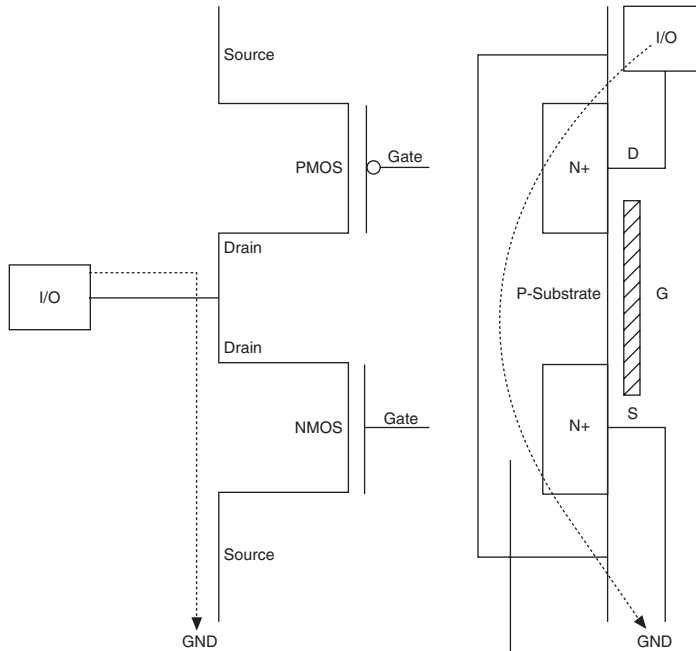 Source
PMOS
Gate
Drain
I/O
Drain
NMOS
Gate
Source
GND
I/O
N+
D
P-Substrate
G
N+
S
GND